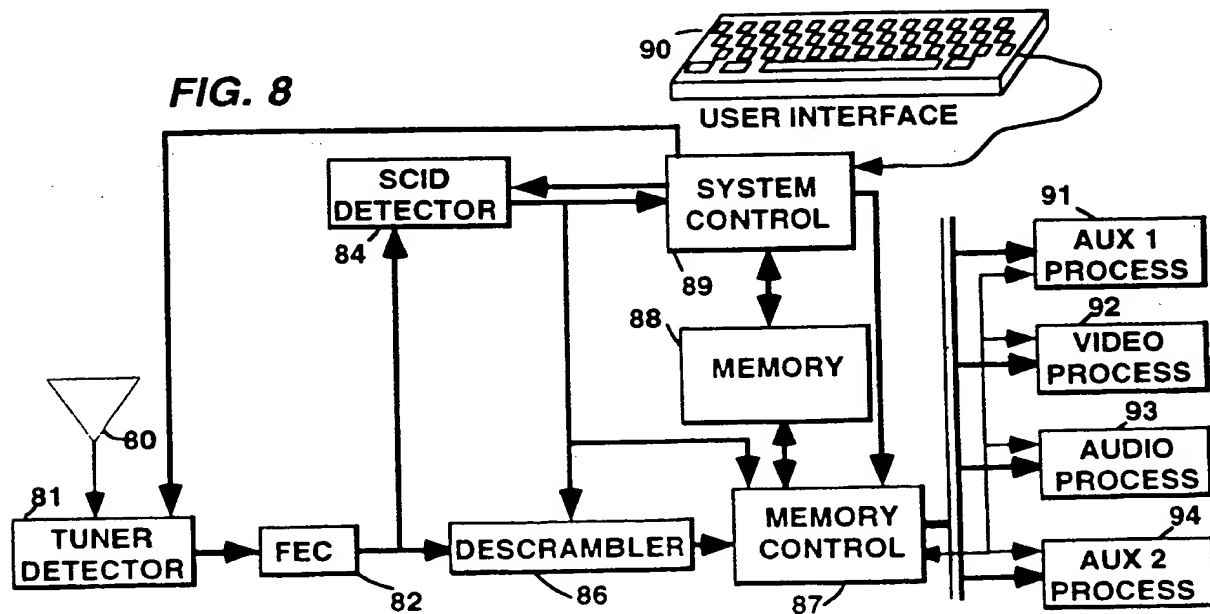 FIG. 8
90
USER INTERFACE
SCID
DETECTOR
84
SYSTEM
CONTROL
89
91
AUX 1
PROCESS
88
MEMORY
92
VIDEO
PROCESS
80
93
AUDIO
PROCESS
81
TUNER
DETECTOR
FEC
82
DESCRAMBLER
86
MEMORY
CONTROL
87
94
AUX 2
PROCESS